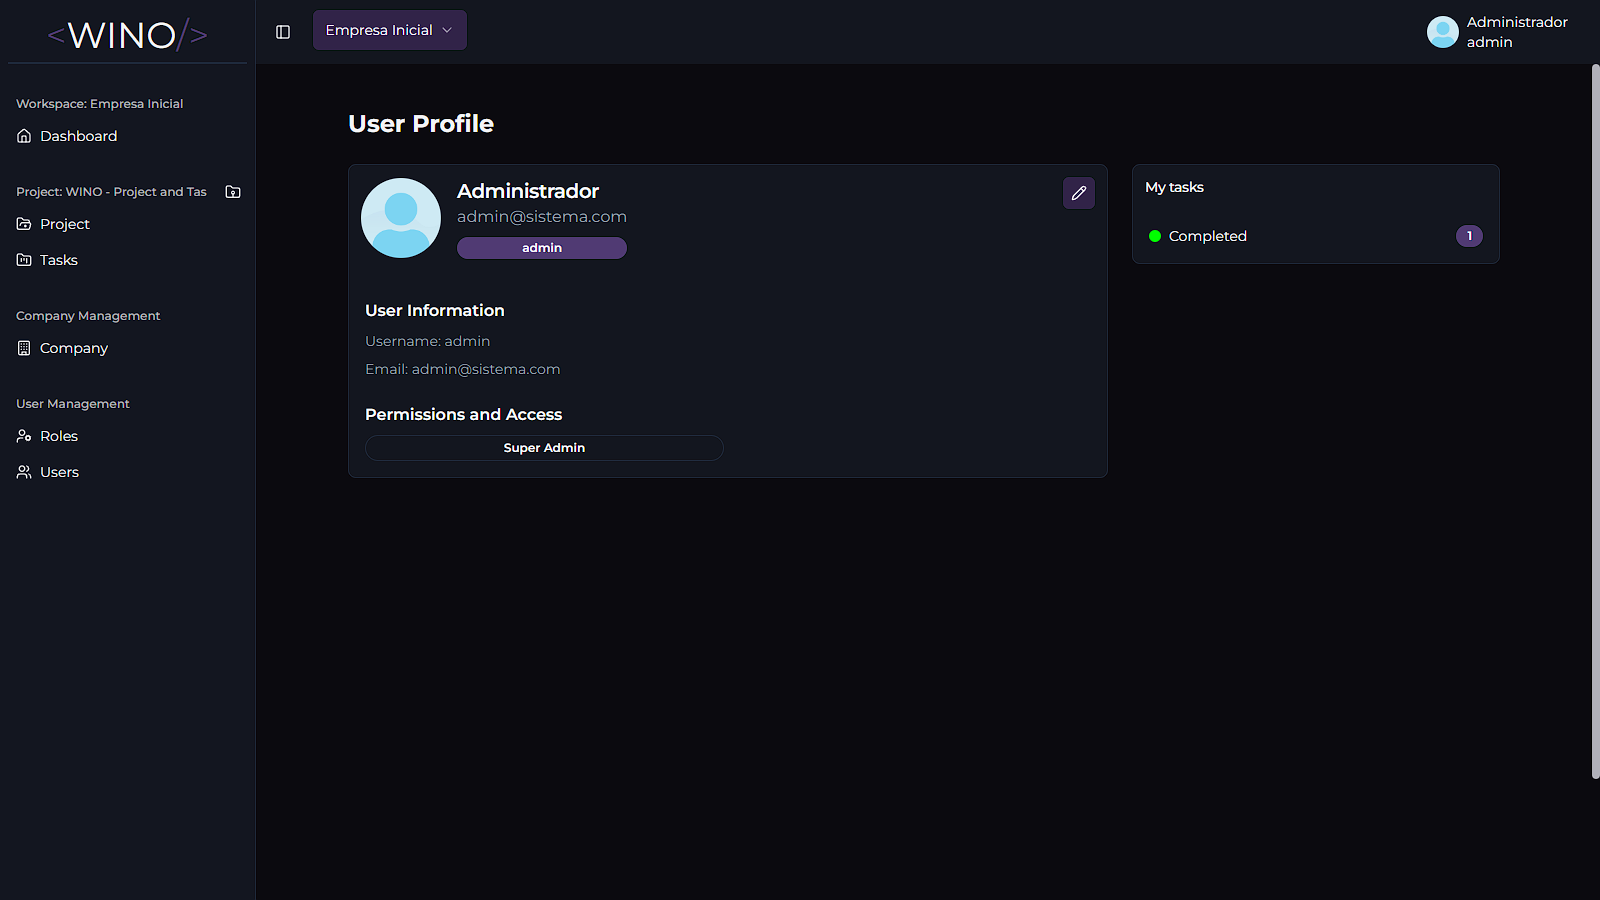 <WINO/>
Workspace: Empresa Inicial
Dashboard
Project: WINO - Project and Tas
Project
Tasks
Company Management
Company
User Management
Roles
Users
Empresa Inicial
Administrador
admin
User Profile
Administrador
admin@sistema.com
admin
User Information
Username: admin
Email: admin@sistema.com
Permissions and Access
Super Admin
My tasks
Completed 1